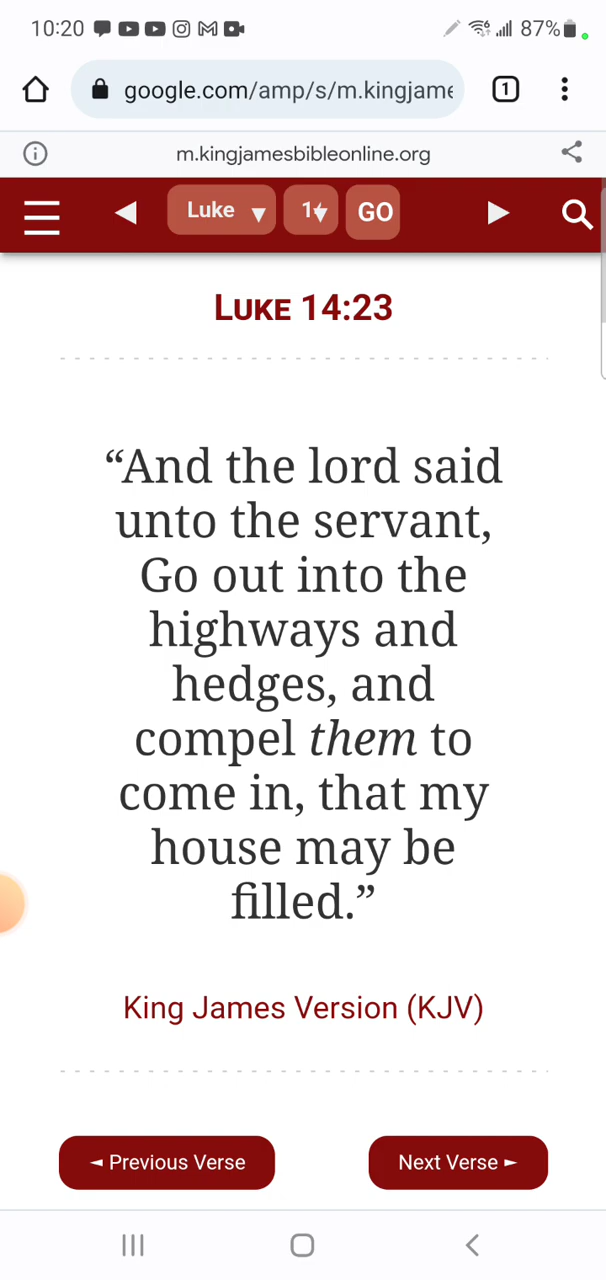 10:20 87%
google.com/amp/s/m.kingjame
1
m.kingjamesbibleonline.org
Luke 1 GO
LUKE 14:23
“And the lord said
unto the servant,
Go out into the
highways and
hedges, and
compel them to
come in, that my
house may be
filled.”
King James Version (KJV)
◄ Previous Verse Next Verse ►